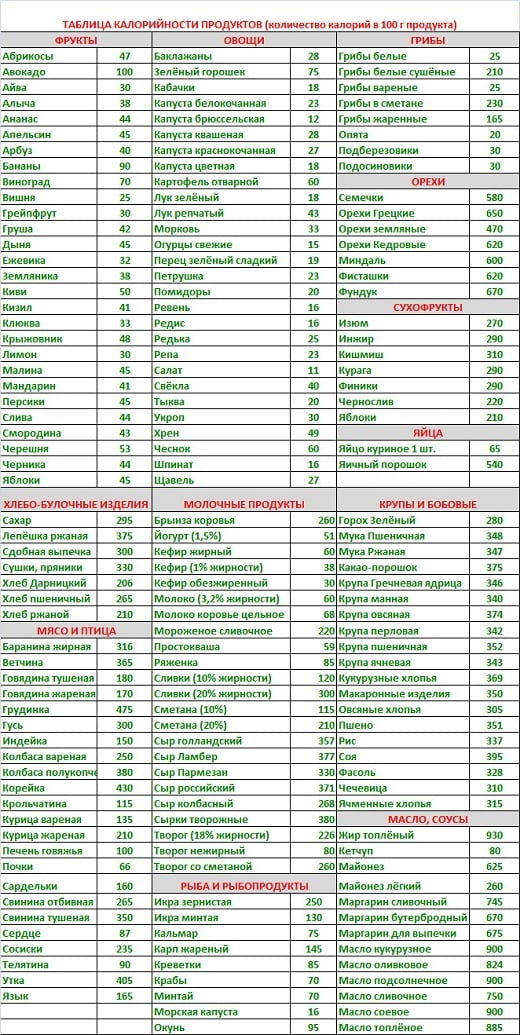 ТАБЛИЦА КАЛОРИЙНОСТИ ПРОДУКТОВ (количество калорий в 100 г продукта)
ФРУКТЫ ОВОЩИ ГРИБЫ
Абрикосы 47 Баклажаны 28 Грибы белые 25
Авокадо 100 Зелёный горошек 75 Грибы белые сушёные 210
Айва 30 Кабачки 18 Грибы вареные 25
Алыча 38 Капуста белокочанная 23 Грибы в сметане 230
Ананас 44 Капуста брюссельская 12 Грибы жаренные 165
Апельсин 45 Капуста квашеная 28 Опята 20
Арбуз 40 Капуста краснокочанная 27 Подберезовики 30
Бананы 90 Капуста цветная 18 Подосиновики 30
Виноград 70 Картофель отварной 60 ОРЕХИ
Вишня 25 Лук зелёный 18 Семечки 580
Грейпфрут 30 Лук репчатый 43 Орехи Грецкие 650
Груша 42 Морковь 33 Орехи земляные 470
Дыня 45 Огурцы свежие 15 Орехи Кедровые 620
Ежевика 32 Перец зелёный сладкий 19 Миндаль 600
Земляника 38 Петрушка 23 Фисташки 620
Киви 50 Помидоры 20 Фундук 670
Кизил 41 Ревень 16 СУХОФРУКТЫ
Клюква 33 Редис 16 Изюм 270
Крыжовник 48 Редька 25 Инжир 290
Лимон 30 Репа 23 Кишмиш 310
Малина 45 Салат 11 Курага 290
Мандарин 41 Свёкла 40 Финики 290
Персики 45 Тыква 20 Чернослив 220
Слива 44 Укроп 30 Яблоки 210
Смородина 43 Хрен 49 ЯЙЦА
Черешня 53 Чеснок 60 Яйцо куриное 1 шт. 65
Черника 44 Шпинат 16 Яичный порошок 540
Яблоки 45 Щавель 27
ХЛЕБО-БУЛОЧНЫЕ ИЗДЕЛИЯ МОЛОЧНЫЕ ПРОДУКТЫ КРУПЫ И БОБОВЫЕ
Сахар 295 Брынза коровья 260 Горох Зелёный 280
Лепёшка ржаная 375 Йогурт (1,5%) 51 Мука Пшеничная 348
Сдобная выпечка 300 Кефир жирный 60 Мука Ржаная 347
Сушки, пряники 330 Кефир (1% жирности) 38 Какао-порошок 375
Хлеб Дарницкий 206 Кефир обезжиренный 30 Крупа Гречневая ядрица 346
Хлеб пшеничный 265 Молоко (3,2% жирности) 60 Крупа манная 340
Хлеб ржаной 210 Молоко коровье цельное 68 Крупа овсяная 374
МЯСО И ПТИЦА Мороженое сливочное 220 Крупа перловая 342
Баранина жирная 316 Простокваша 59 Крупа пшеничная 352
Ветчина 365 Ряженка 85 Крупа ячневая 343
Говядина тушеная 180 Сливки (10% жирности) 120 Кукурузные хлопья 369
Говядина жареная 170 Сливки (20% жирности) 300 Макаронные изделия 350
Грудинка 475 Сметана (10%) 115 Овсяные хлопья 305
Гусь 300 Сметана (20%) 210 Пшено 351
Индейка 150 Сыр голландский 357 Рис 337
Колбаса вареная 250 Сыр Ламбер 377 Соя 395
Колбаса полукопче 380 Сыр Пармезан 330 Фасоль 328
Корейка 430 Сыр российский 371 Чечевица 310
Крольчатина 115 Сыр колбасный 268 Ячменные хлопья 315
Курица вареная 135 Сырки творожные 380 МАСЛО, СОУСЫ
Курица жареная 210 Творог (18% жирности) 226 Жир топлёный 930
Печень говяжья 100 Творог нежирный 80 Кетчуп 80
Почки 66 Творог со сметаной 260 Майонез 625
Сардельки 160 РЫБА И РЫБОПРОДУКТЫ Майонез лёгкий 260
Свинина отбивная 265 Икра зернистая 250 Маргарин сливочный 745
Свинина тушеная 350 Икра минтая 130 Маргарин бутербродный 670
Сердце 87 Кальмар 75 Маргарин для выпечки 675
Сосиски 235 Карп жареный 145 Масло кукурузное 900
Телятина 90 Креветки 85 Масло оливковое 824
Утка 405 Крабы 70 Масло подсолнечное 900
Язык 165 Минтай 70 Масло сливочное 750
Морская капуста 16 Масло соевое 900
Окунь 95 Масло топлёное 885